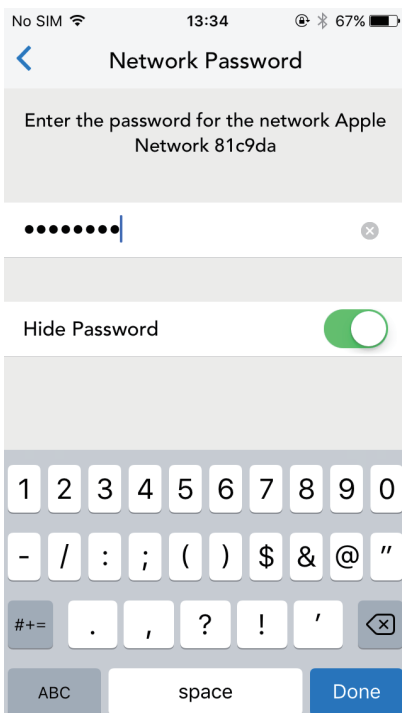 No SIM 13:34 67%
Network Password
Enter the password for the network Apple
Network 81c9da
••••••••
Hide Password
1 2 3 4 5 6 7 8 9 0
- / : ; ( ) $ & @ "
#+= . , ? ! '
ABC space Done